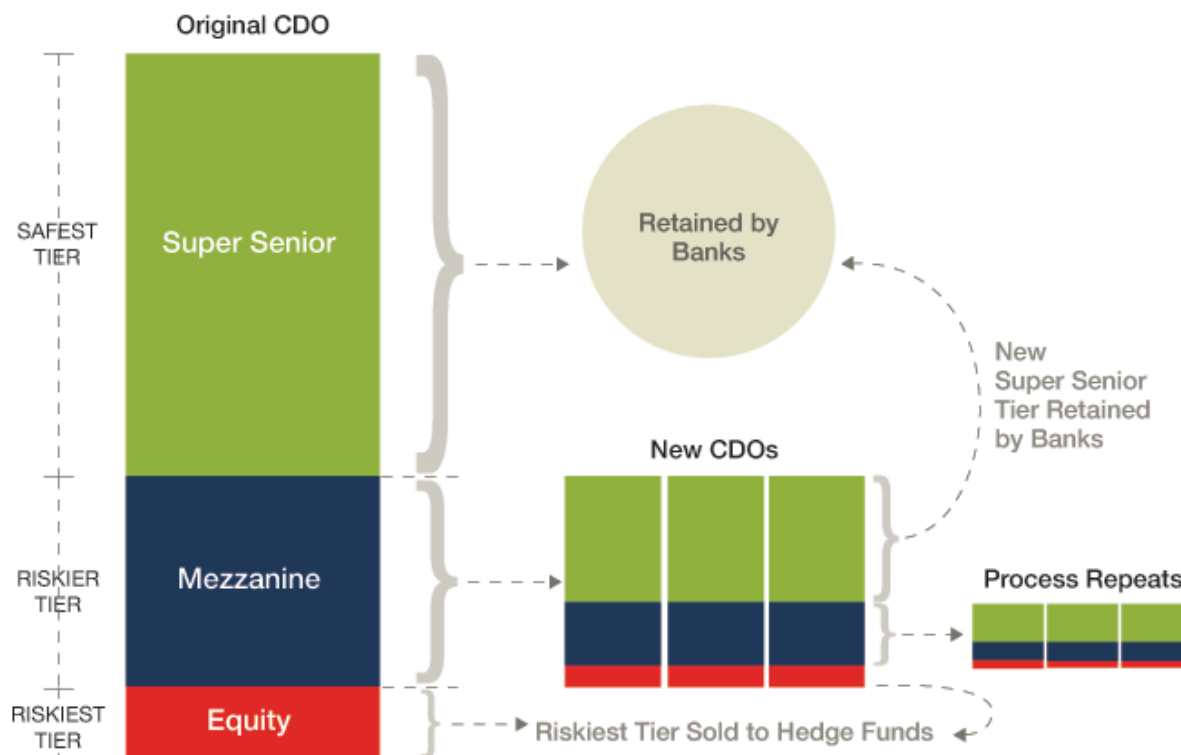 Original CDO
SAFEST
TIER
Super Senior
Retained by
Banks
New
Super Senior
Tier Retained
by Banks
New CDOs
RISKIER
TIER
Mezzanine
Process Repeats
RISKIEST
TIER
Equity
Riskiest Tier Sold to Hedge Funds